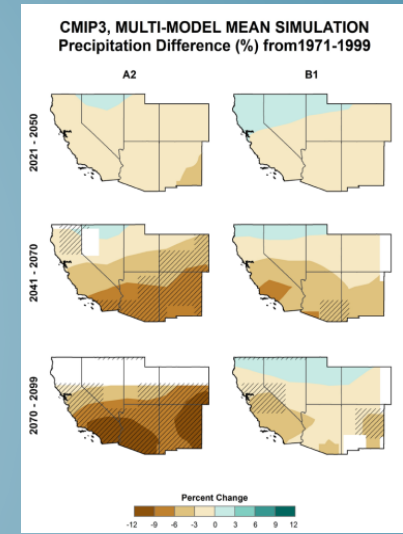 CMIP3, MULTI-MODEL MEAN SIMULATION
Precipitation Difference (%) from1971-1999
A2
B1
2021 - 2050
2041 - 2070
2070 - 2099
Percent Change
-12 -9 -6 -3 0 3 6 9 12